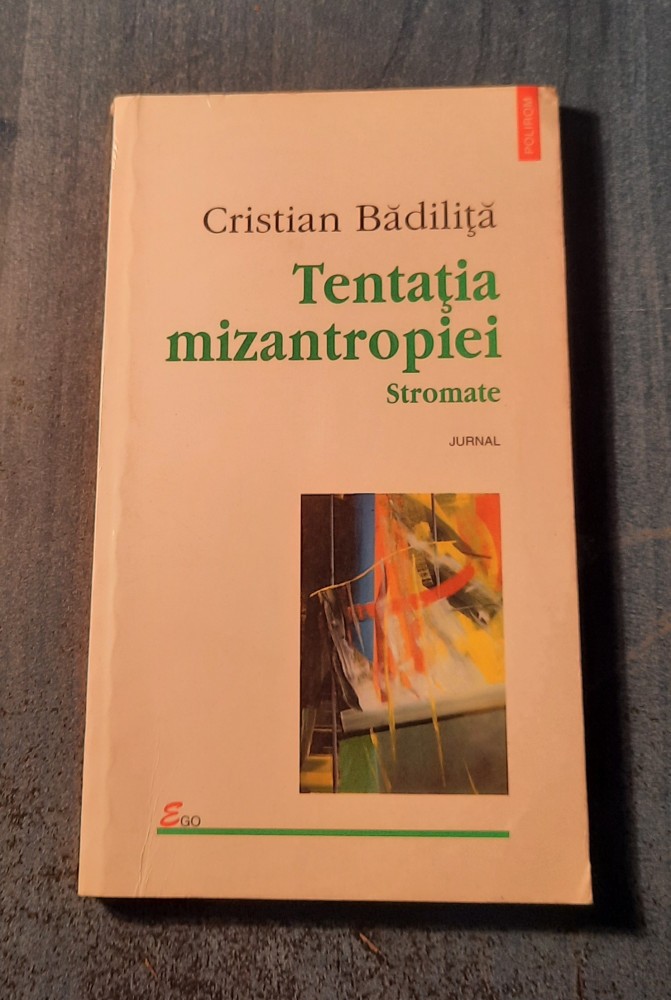 POLIROM
Cristian Bădiliţă
Tentaţia
mizantropiei
Stromate
JURNAL
EGO